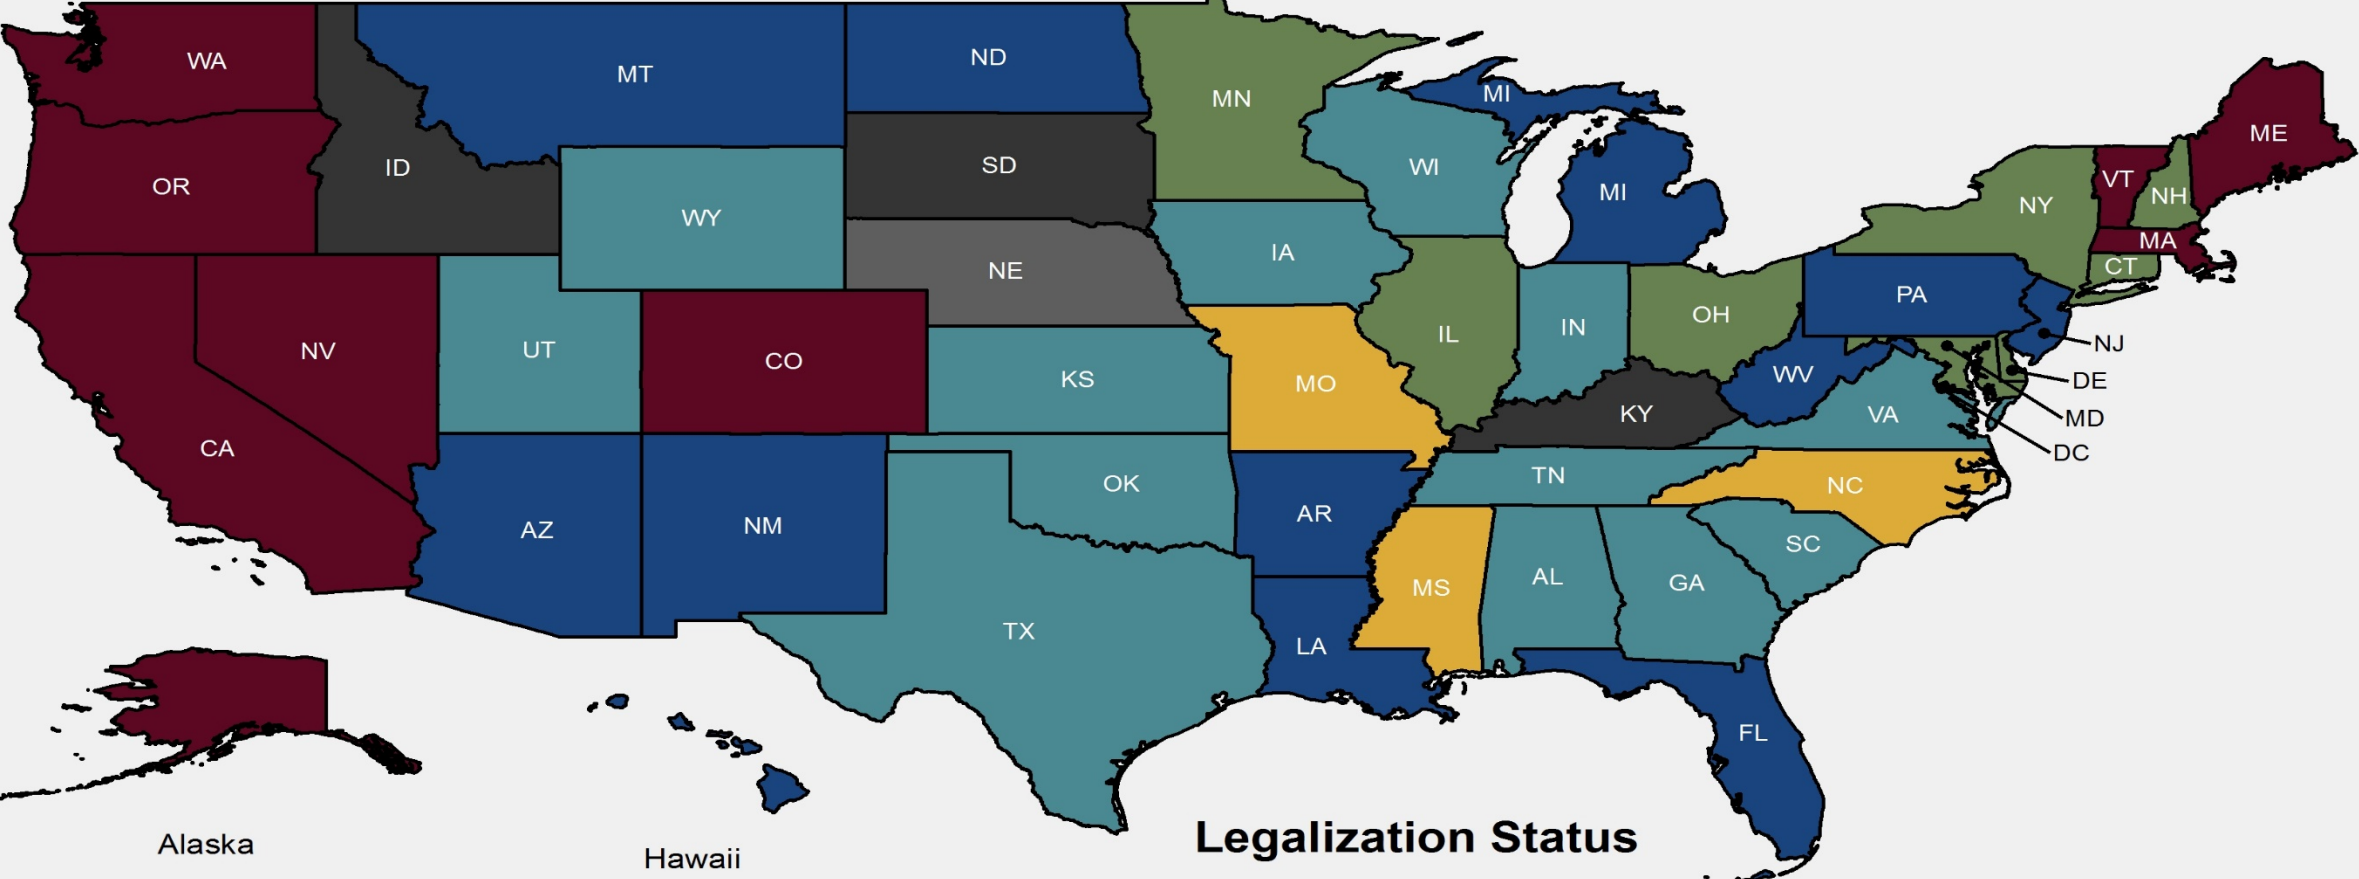 WA
MT
ND
MN
MI
ME
OR
ID
SD
WI
MI
VT
NH
NY
WY
MA
IA
NE
CT
PA
NV
UT
CO
IL
IN
OH
NJ
KS
MO
WV
DE
KY
VA
MD
CA
DC
OK
TN
NC
AZ
NM
AR
SC
MS
AL
GA
TX
LA
FL
Alaska
Hawaii
Legalization Status